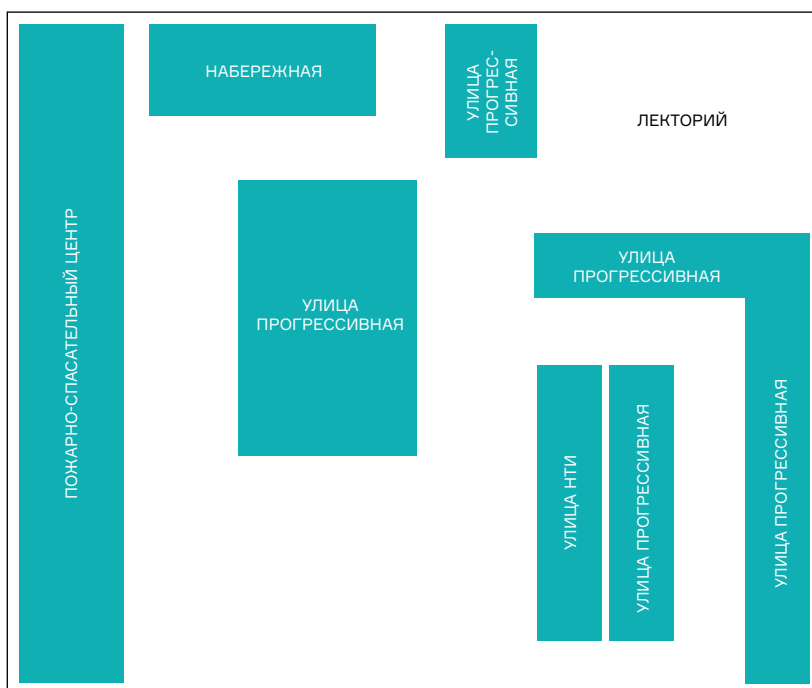 НАБЕРЕЖНАЯ
УЛИЦА
ПРОГРЕС-
СИВНАЯ
ЛЕКТОРИЙ
ПОЖАРНО-СПАСАТЕЛЬНЫЙ ЦЕНТР
УЛИЦА
ПРОГРЕССИВНАЯ
УЛИЦА
ПРОГРЕССИВНАЯ
УЛИЦА НТИ
УЛИЦА ПРОГРЕССИВНАЯ
УЛИЦА ПРОГРЕССИВНАЯ